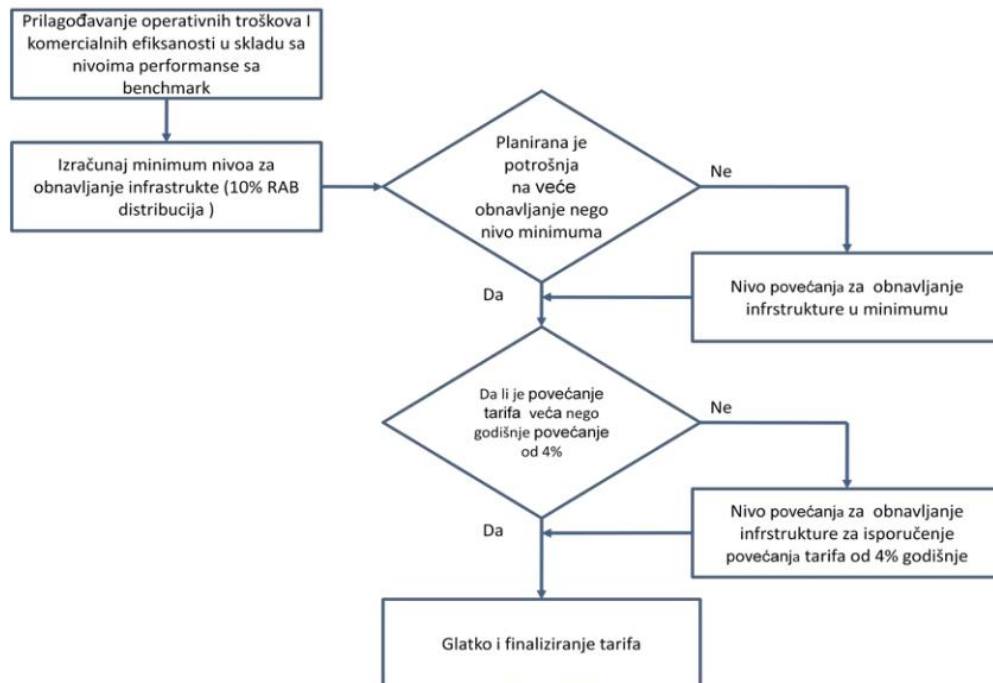 Prilagođavanje operativnih troškova I
komercialnih efiksanosti u skladu sa
nivoima performanse sa
benchmark
Izračunaj minimum nivoa za
obnavljanje infrastrukte (10% RAB
distribucija )
Planirana je
potrošnja
na veće
obnavljanje nego
nivo minimuma
Ne
Nivo povećanja za obnavljanje
infrstrukture u minimumu
Da
Da li je povećanje
tarifa veća nego
godišnje povećanje
od 4%
Ne
Nivo povećanja za obnavljanje
infrstrukture za isporučenje
povećanja tarifa od 4% godišnje
Da
Glatko i finaliziranje tarifa